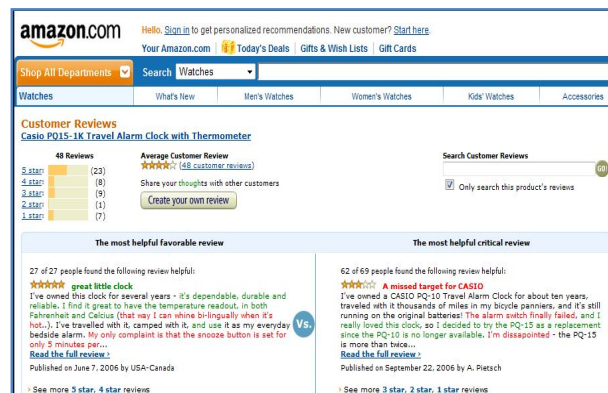 amazon.com
Hello. Sign in to get personalized recommendations. New customer? Start here.
Your Amazon.com | Today's Deals | Gifts & Wish Lists | Gift Cards
Shop All Departments Search Watches
Watches What's New Men's Watches Women's Watches Kids' Watches Accessories
Customer Reviews
Casio PQ15-1K Travel Alarm Clock with Thermometer
48 Reviews Average Customer Review Search Customer Reviews
5 star: (23) (48 customer reviews) GO!
4 star: (8) Share your thoughts with other customers Only search this product's reviews
3 star: (9) Create your own review
2 star: (1)
1 star: (7)
The most helpful favorable review The most helpful critical review
27 of 27 people found the following review helpful:
great little clock
I've owned this clock for several years - it's dependable, durable and
reliable. I find it great to have the temperature readout, in both
Fahrenheit and Celcius (that way I can whine bi-lingually when it's
hot..). I've travelled with it, camped with it, and use it as my everyday
bedside alarm. My only complaint is that the snooze button is set for
only 5 minutes per...
Read the full review ›
Published on June 7, 2006 by USA-Canada
› See more 5 star, 4 star reviews
Vs.
62 of 69 people found the following review helpful:
A missed target for CASIO
I've owned a CASIO PQ-10 Travel Alarm Clock for about ten years,
traveled with it thousands of miles in my bicycle panniers, and it's still
running on the original batteries! The alarm switch finally failed, and I
really loved this clock, so I decided to try the PQ-15 as a replacement
since the PQ-10 is no longer available. I'm dissapointed - the PQ-15
is more than twice...
Read the full review ›
Published on September 22, 2006 by A. Pietsch
› See more 3 star, 2 star, 1 star reviews